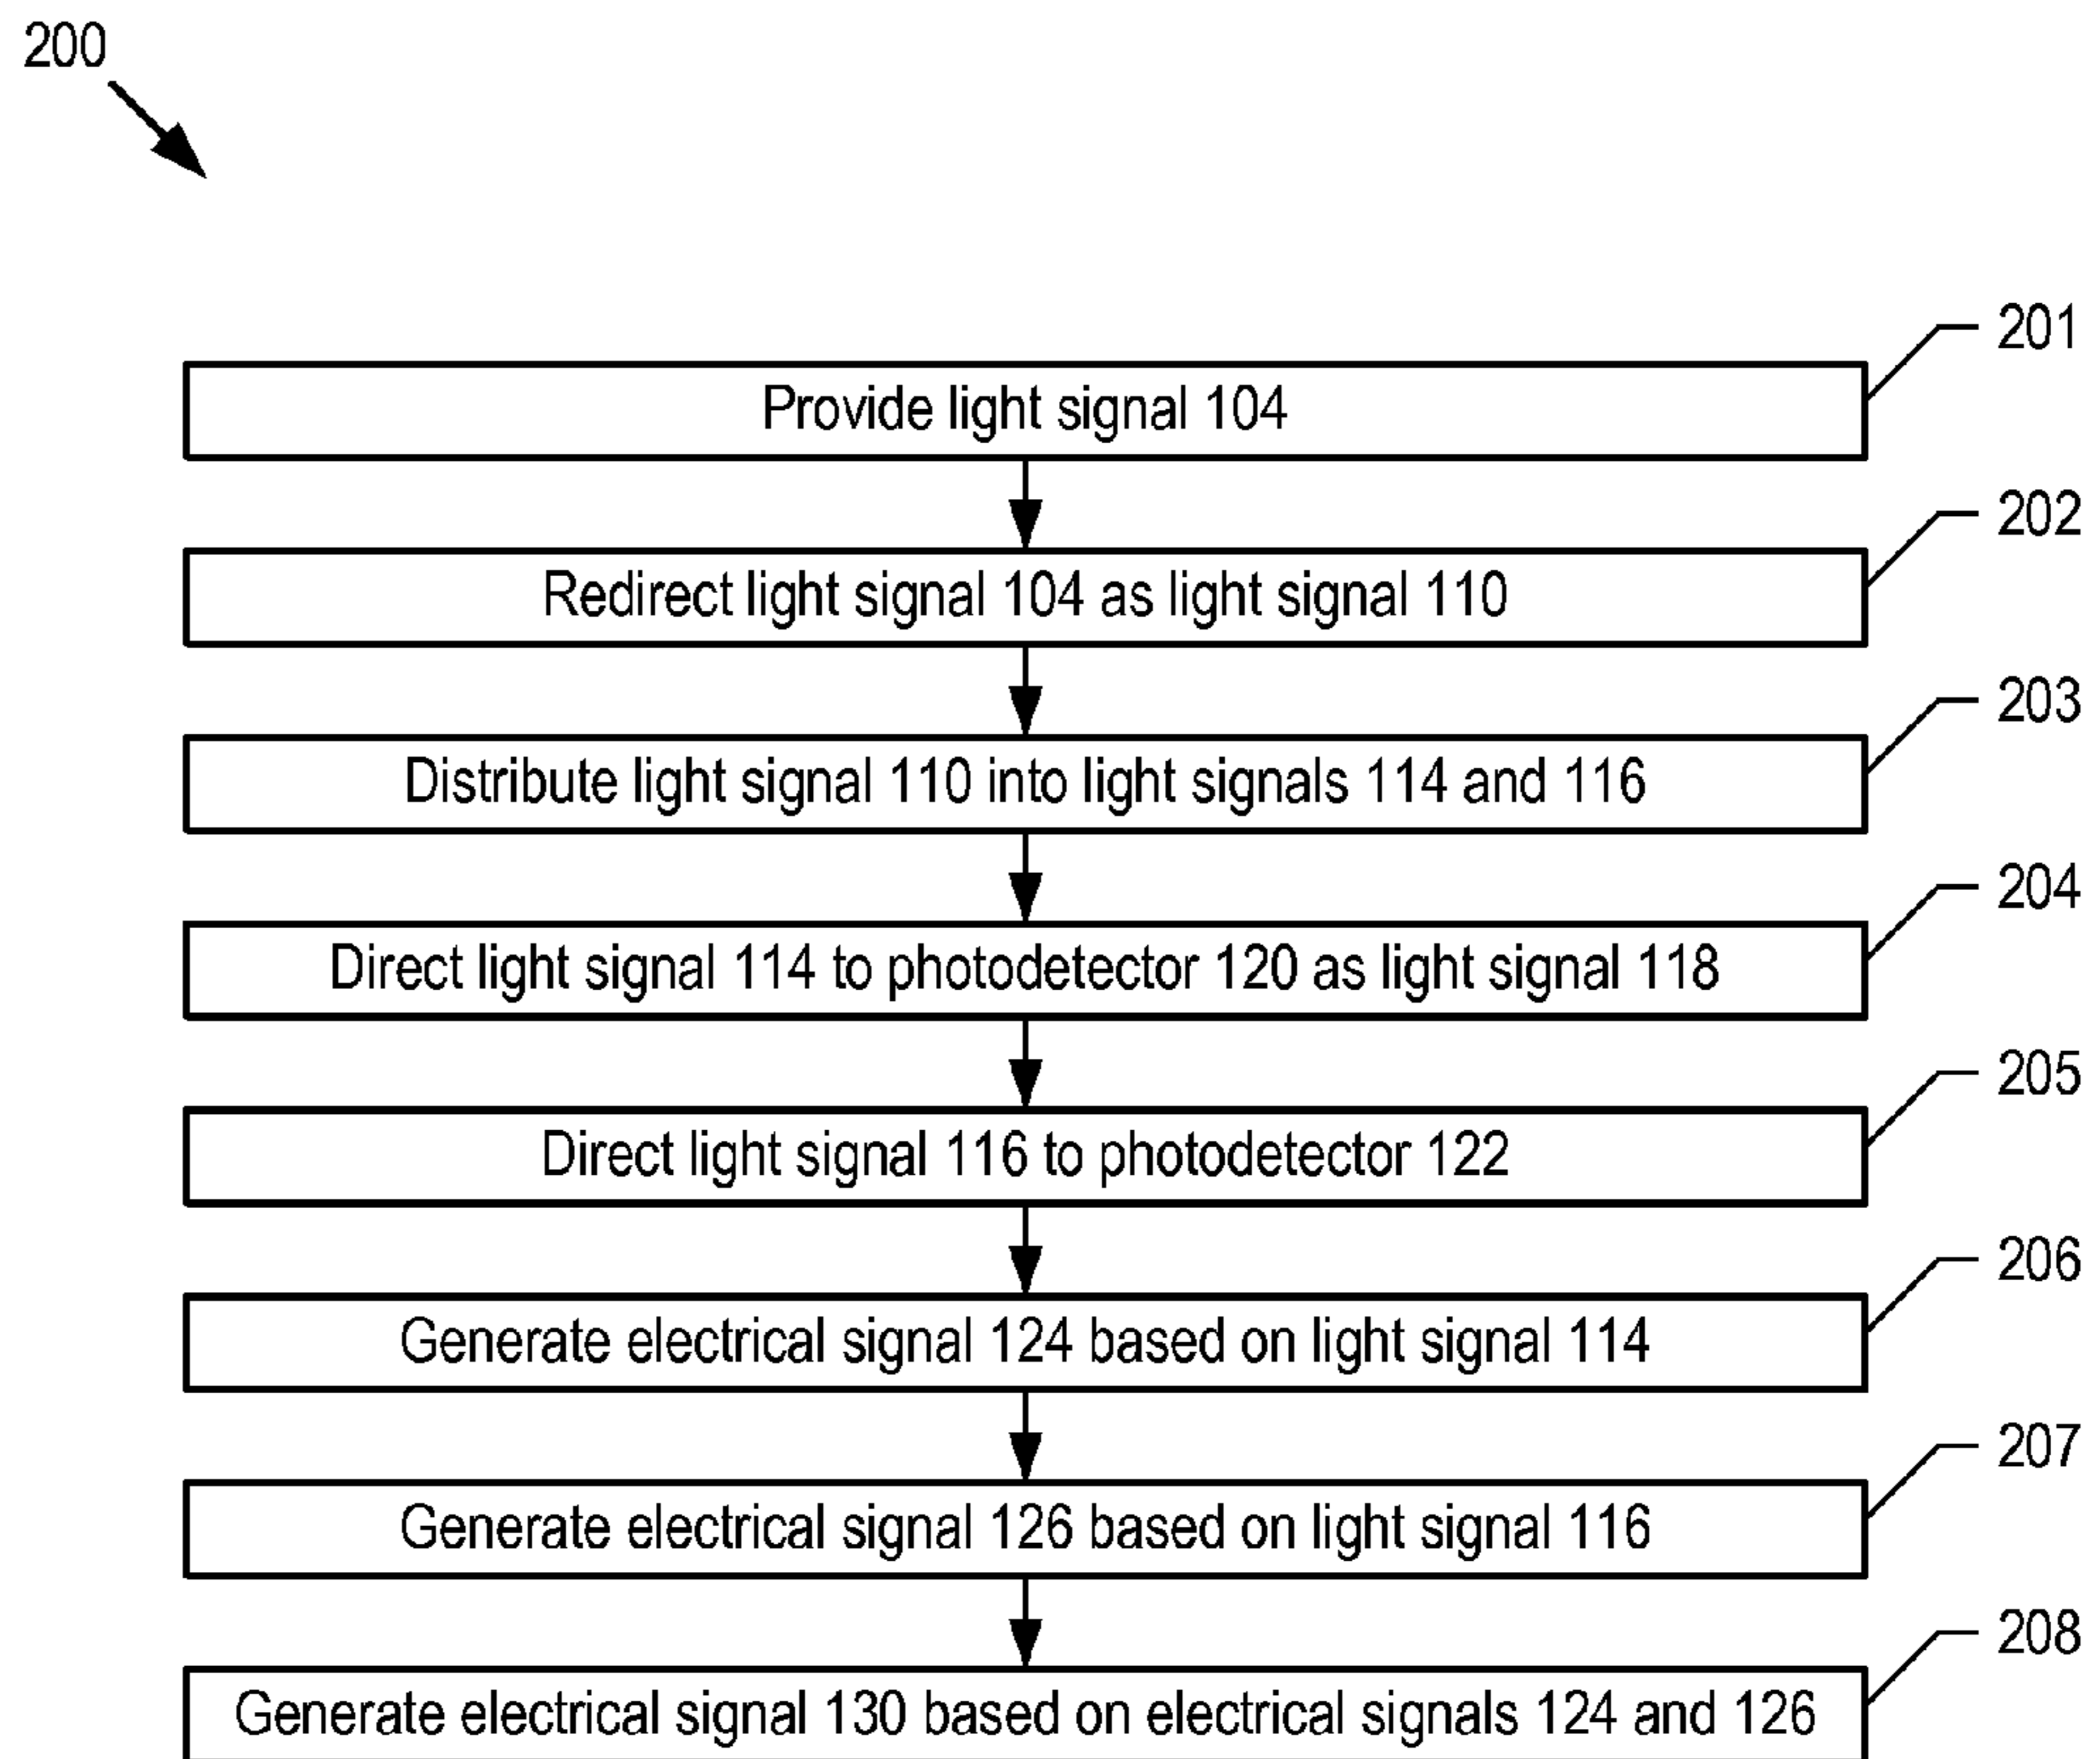 200
201
Provide light signal 104
202
Redirect light signal 104 as light signal 110
203
Distribute light signal 110 into light signals 114 and 116
204
Direct light signal 114 to photodetector 120 as light signal 118
205
Direct light signal 116 to photodetector 122
206
Generate electrical signal 124 based on light signal 114
207
Generate electrical signal 126 based on light signal 116
208
Generate electrical signal 130 based on electrical signals 124 and 126